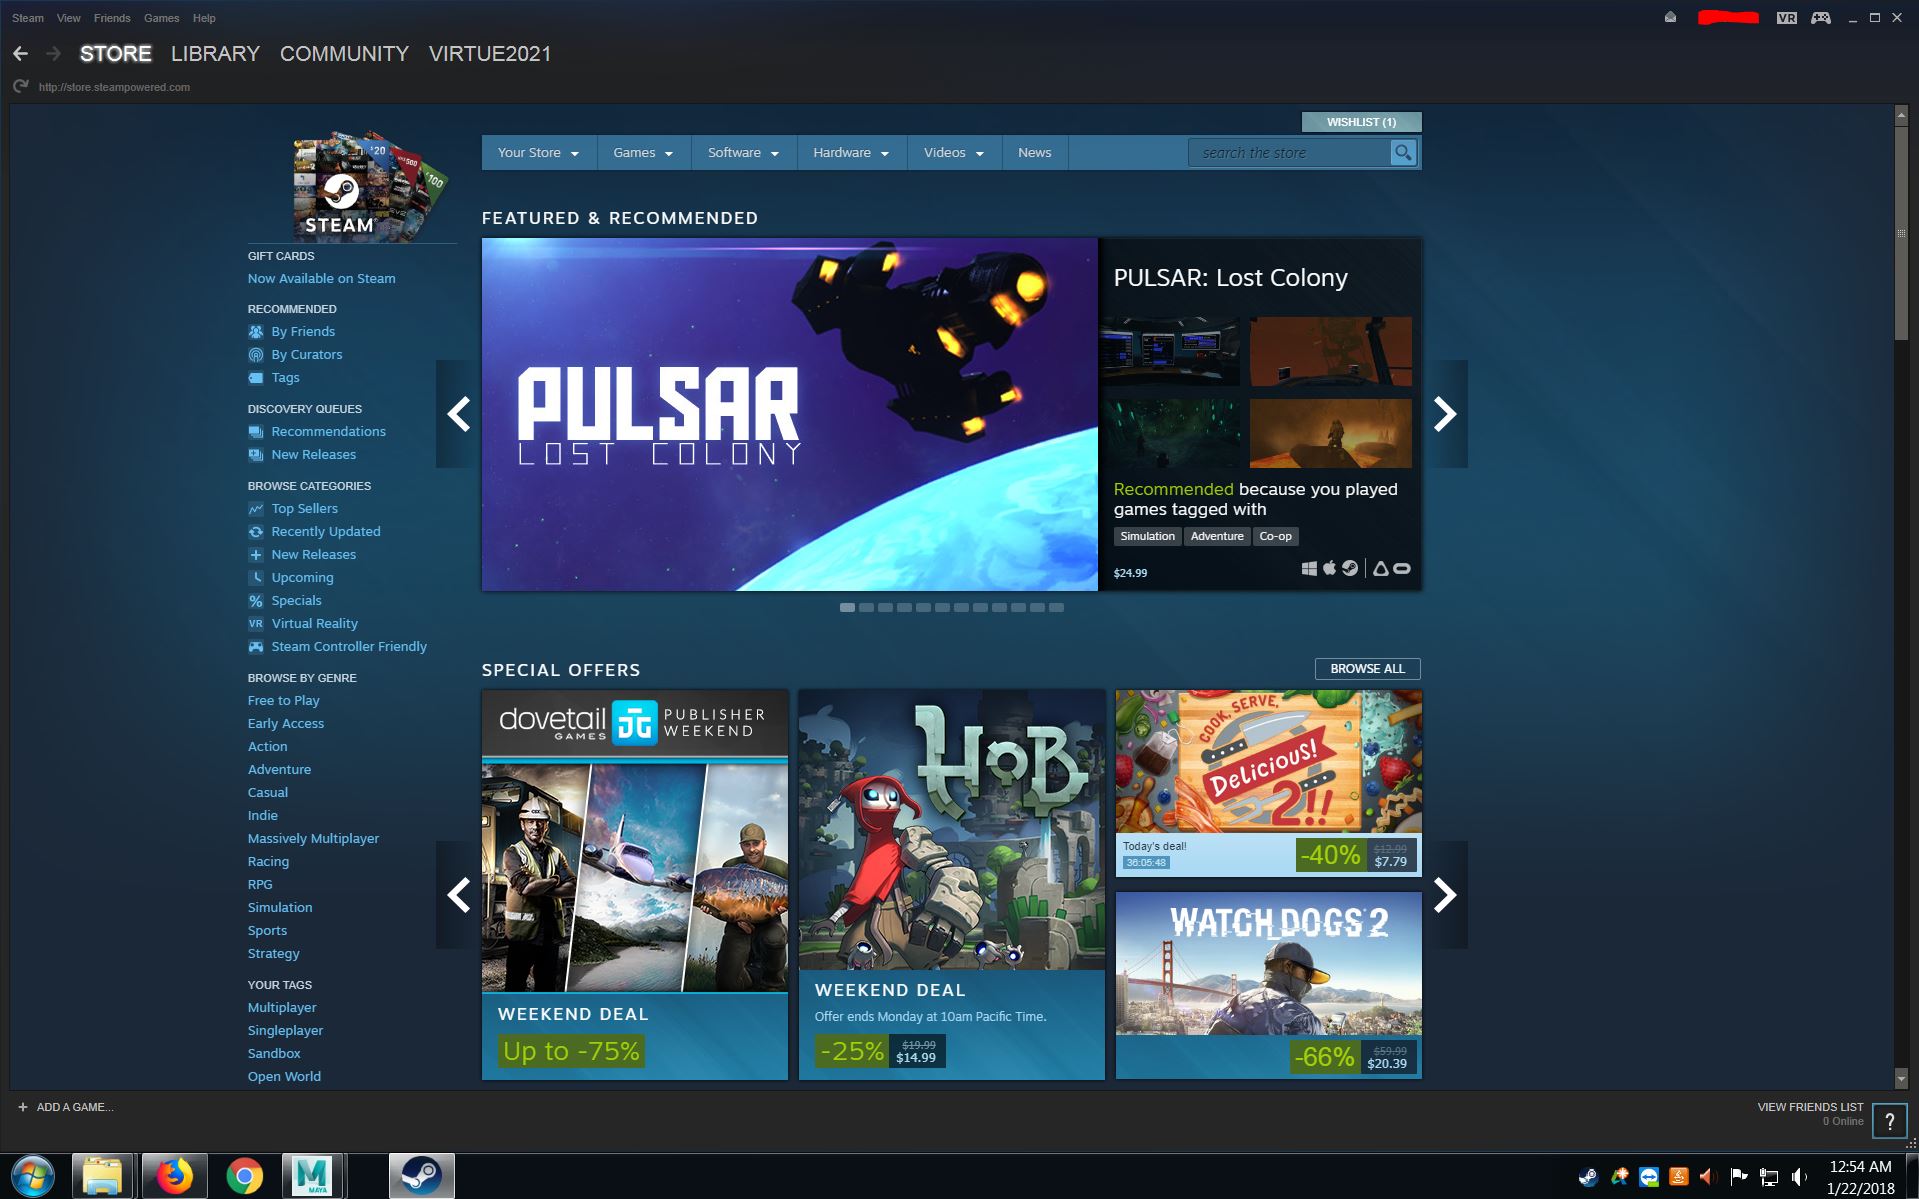 Steam View Friends Games Help
VR
STORE LIBRARY COMMUNITY VIRTUE2021
http://store.steampowered.com
WISHLIST (1)
Your Store Games Software Hardware Videos News
search the store
$20
500
$100
STEAM
GIFT CARDS
Now Available on Steam
RECOMMENDED
By Friends
By Curators
Tags
DISCOVERY QUEUES
Recommendations
New Releases
BROWSE CATEGORIES
Top Sellers
Recently Updated
New Releases
Upcoming
Specials
VR Virtual Reality
Steam Controller Friendly
BROWSE BY GENRE
Free to Play
Early Access
Action
Adventure
Casual
Indie
Massively Multiplayer
Racing
RPG
Simulation
Sports
Strategy
YOUR TAGS
Multiplayer
Singleplayer
Sandbox
Open World
FEATURED & RECOMMENDED
PULSAR
LOST COLONY
PULSAR: Lost Colony
Recommended because you played
games tagged with
Simulation Adventure Co-op
$24.99
SPECIAL OFFERS
BROWSE ALL
dovetail
GAMES
PUBLISHER
WEEKEND
WEEKEND DEAL
Up to -75%
HOB
WEEKEND DEAL
Offer ends Monday at 10am Pacific Time.
-25% $19.99
$14.99
COOK, SERVE,
Delicious!
2!!
Today's deal!
36:05:48
-40% $12.99
$7.79
WATCH_DOGS 2
-66% $59.99
$20.39
+ ADD A GAME...
VIEW FRIENDS LIST
0 Online
?
M
MAYA
12:54 AM
1/22/2018